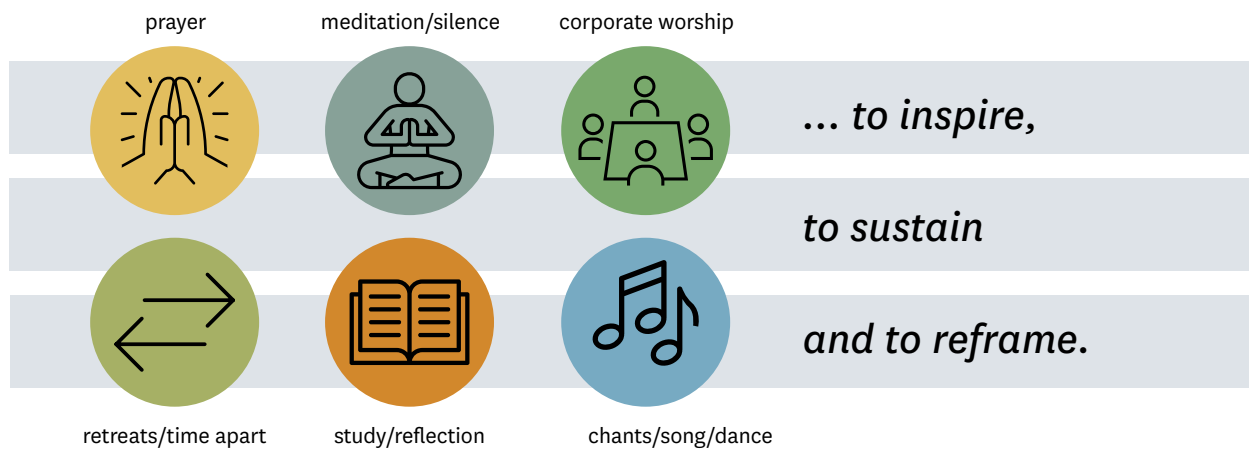 prayer
meditation/silence
corporate worship
... to inspire,
to sustain
and to reframe.
retreats/time apart
study/reflection
chants/song/dance